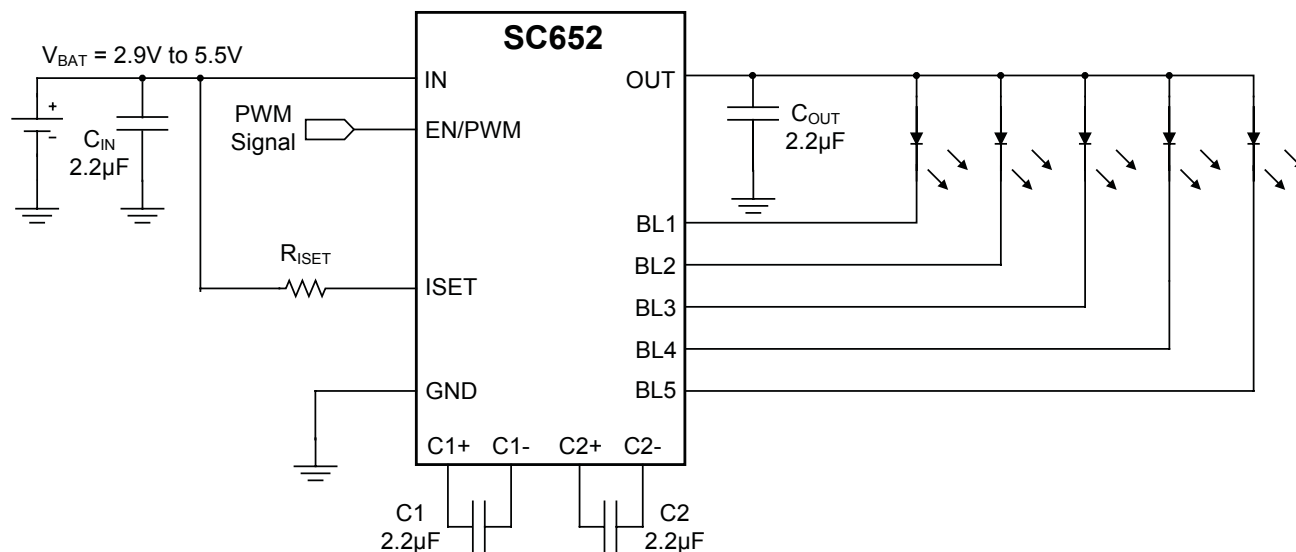 SC652
V_BAT = 2.9V to 5.5V
IN
OUT
+
-
C_IN
2.2µF
PWM
Signal
EN/PWM
C_OUT
2.2µF
BL1
R_ISET
BL2
ISET
BL3
BL4
GND
BL5
C1+ C1- C2+ C2-
C1
2.2µF
C2
2.2µF